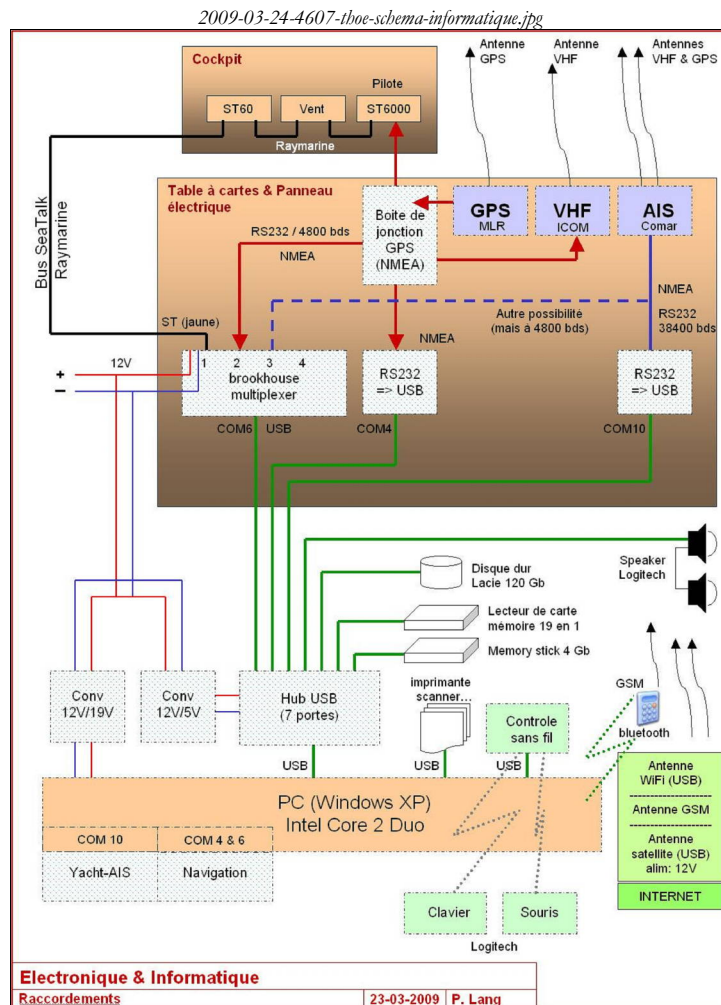 2009-03-24-4607-thoe-schema-informatique.jpg
Cockpit
Pilote
ST60
Vent
ST6000
Raymarine
Antenne
GPS
Antenne
VHF
Antennes
VHF & GPS
Bus SeaTalk
Raymarine
Table à cartes & Panneau
électrique
Boite de
jonction
GPS
(NMEA)
GPS
MLR
VHF
ICOM
AIS
Comar
RS232 / 4800 bds
NMEA
NMEA
RS232
38400 bds
Autre possibilité
(mais à 4800 bds)
ST (jaune)
NMEA
12V
+
–
1
2
3
4
brookhouse
multiplexer
RS232
=> USB
RS232
=> USB
COM6
USB
COM4
COM10
Speaker
Logitech
Disque dur
Lacie 120 Gb
Lecteur de carte
mémoire 19 en 1
Memory stick 4 Gb
Conv
12V/19V
Conv
12V/5V
Hub USB
(7 portes)
imprimante
scanner...
Controle
sans fil
GSM
bluetooth
USB
USB
USB
Antenne
WiFi (USB)
Antenne GSM
Antenne
satellite (USB)
alim: 12V
INTERNET
PC (Windows XP)
Intel Core 2 Duo
COM 10
COM 4 & 6
Yacht-AIS
Navigation
Clavier
Souris
Logitech
Electronique & Informatique
Raccordements
23-03-2009
P. Lang